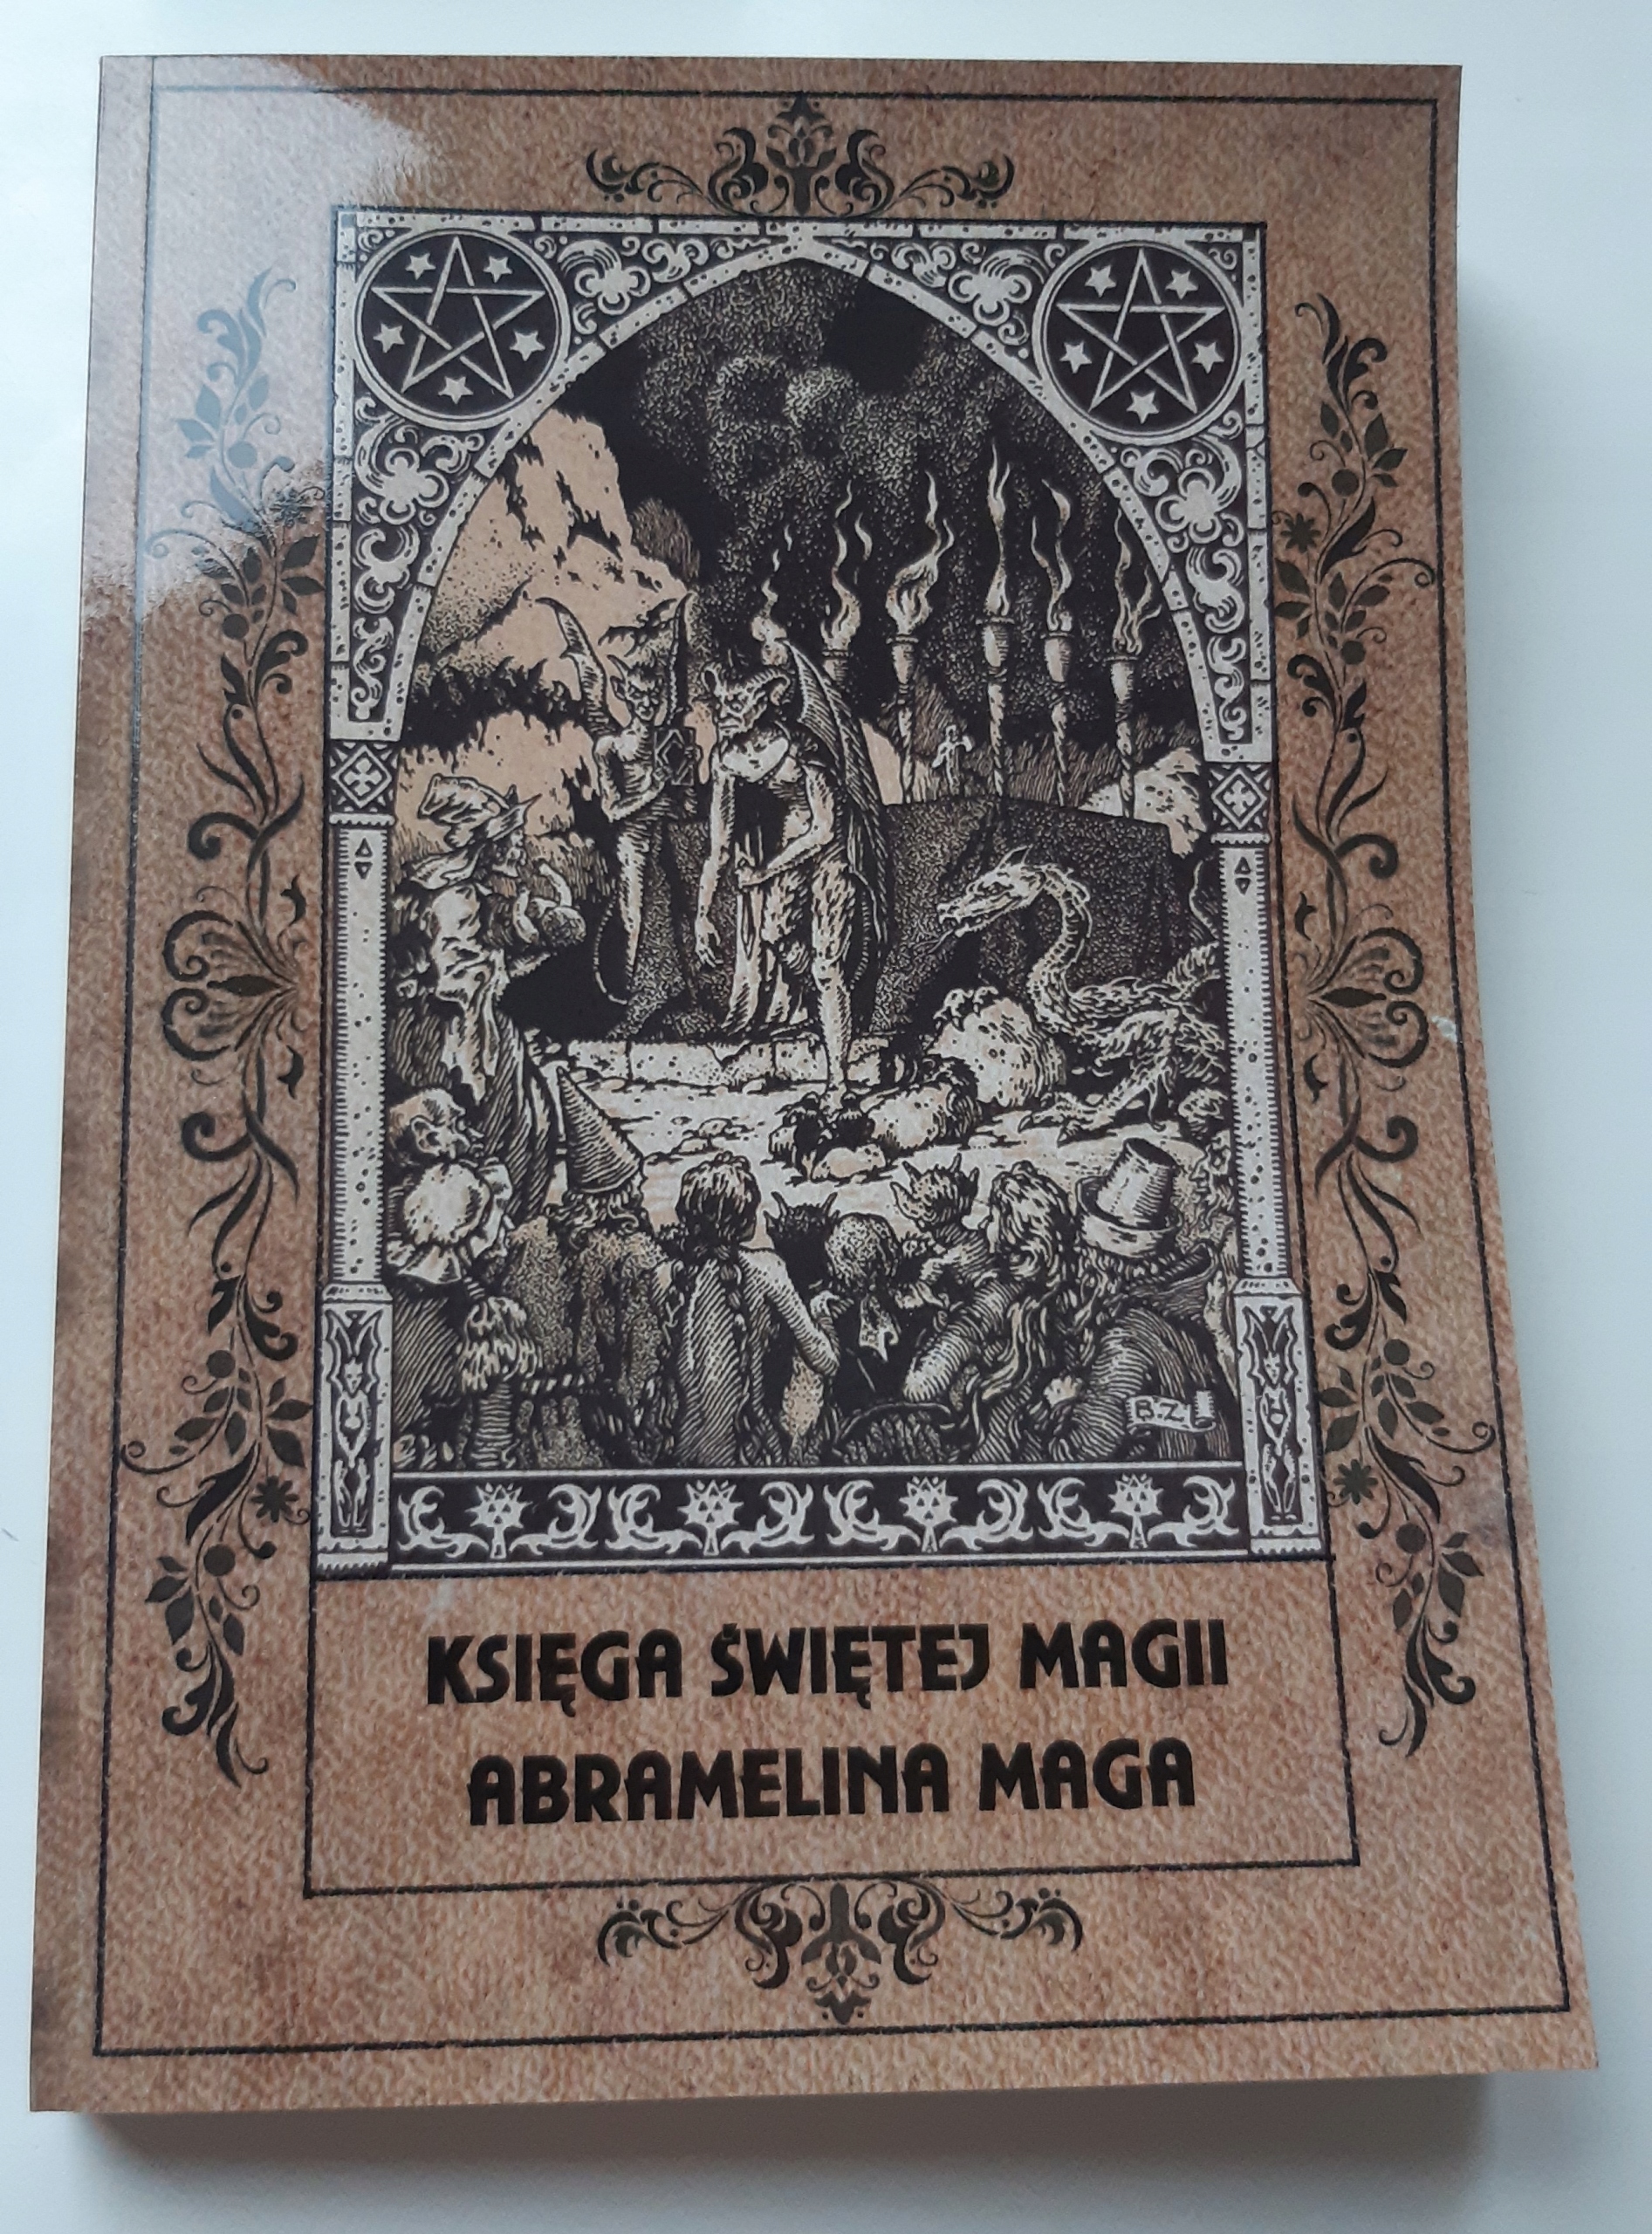 B.Z.
KSIĘGA ŚWIĘTEJ MAGII
ABRAMELINA MAGA